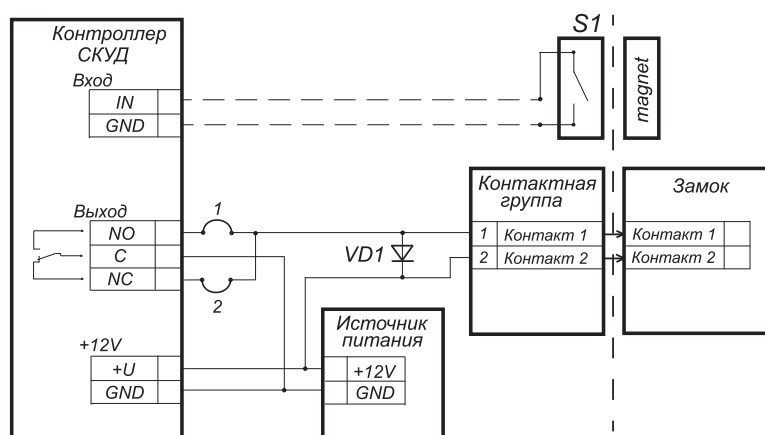 Контроллер
СКУД
Вход
IN
GND
S1
magnet
Выход
NO
C
NC
1
2
VD1
Контактная
группа
1 Контакт 1
2 Контакт 2
Замок
Контакт 1
Контакт 2
+12V
+U
GND
Источник
питания
+12V
GND